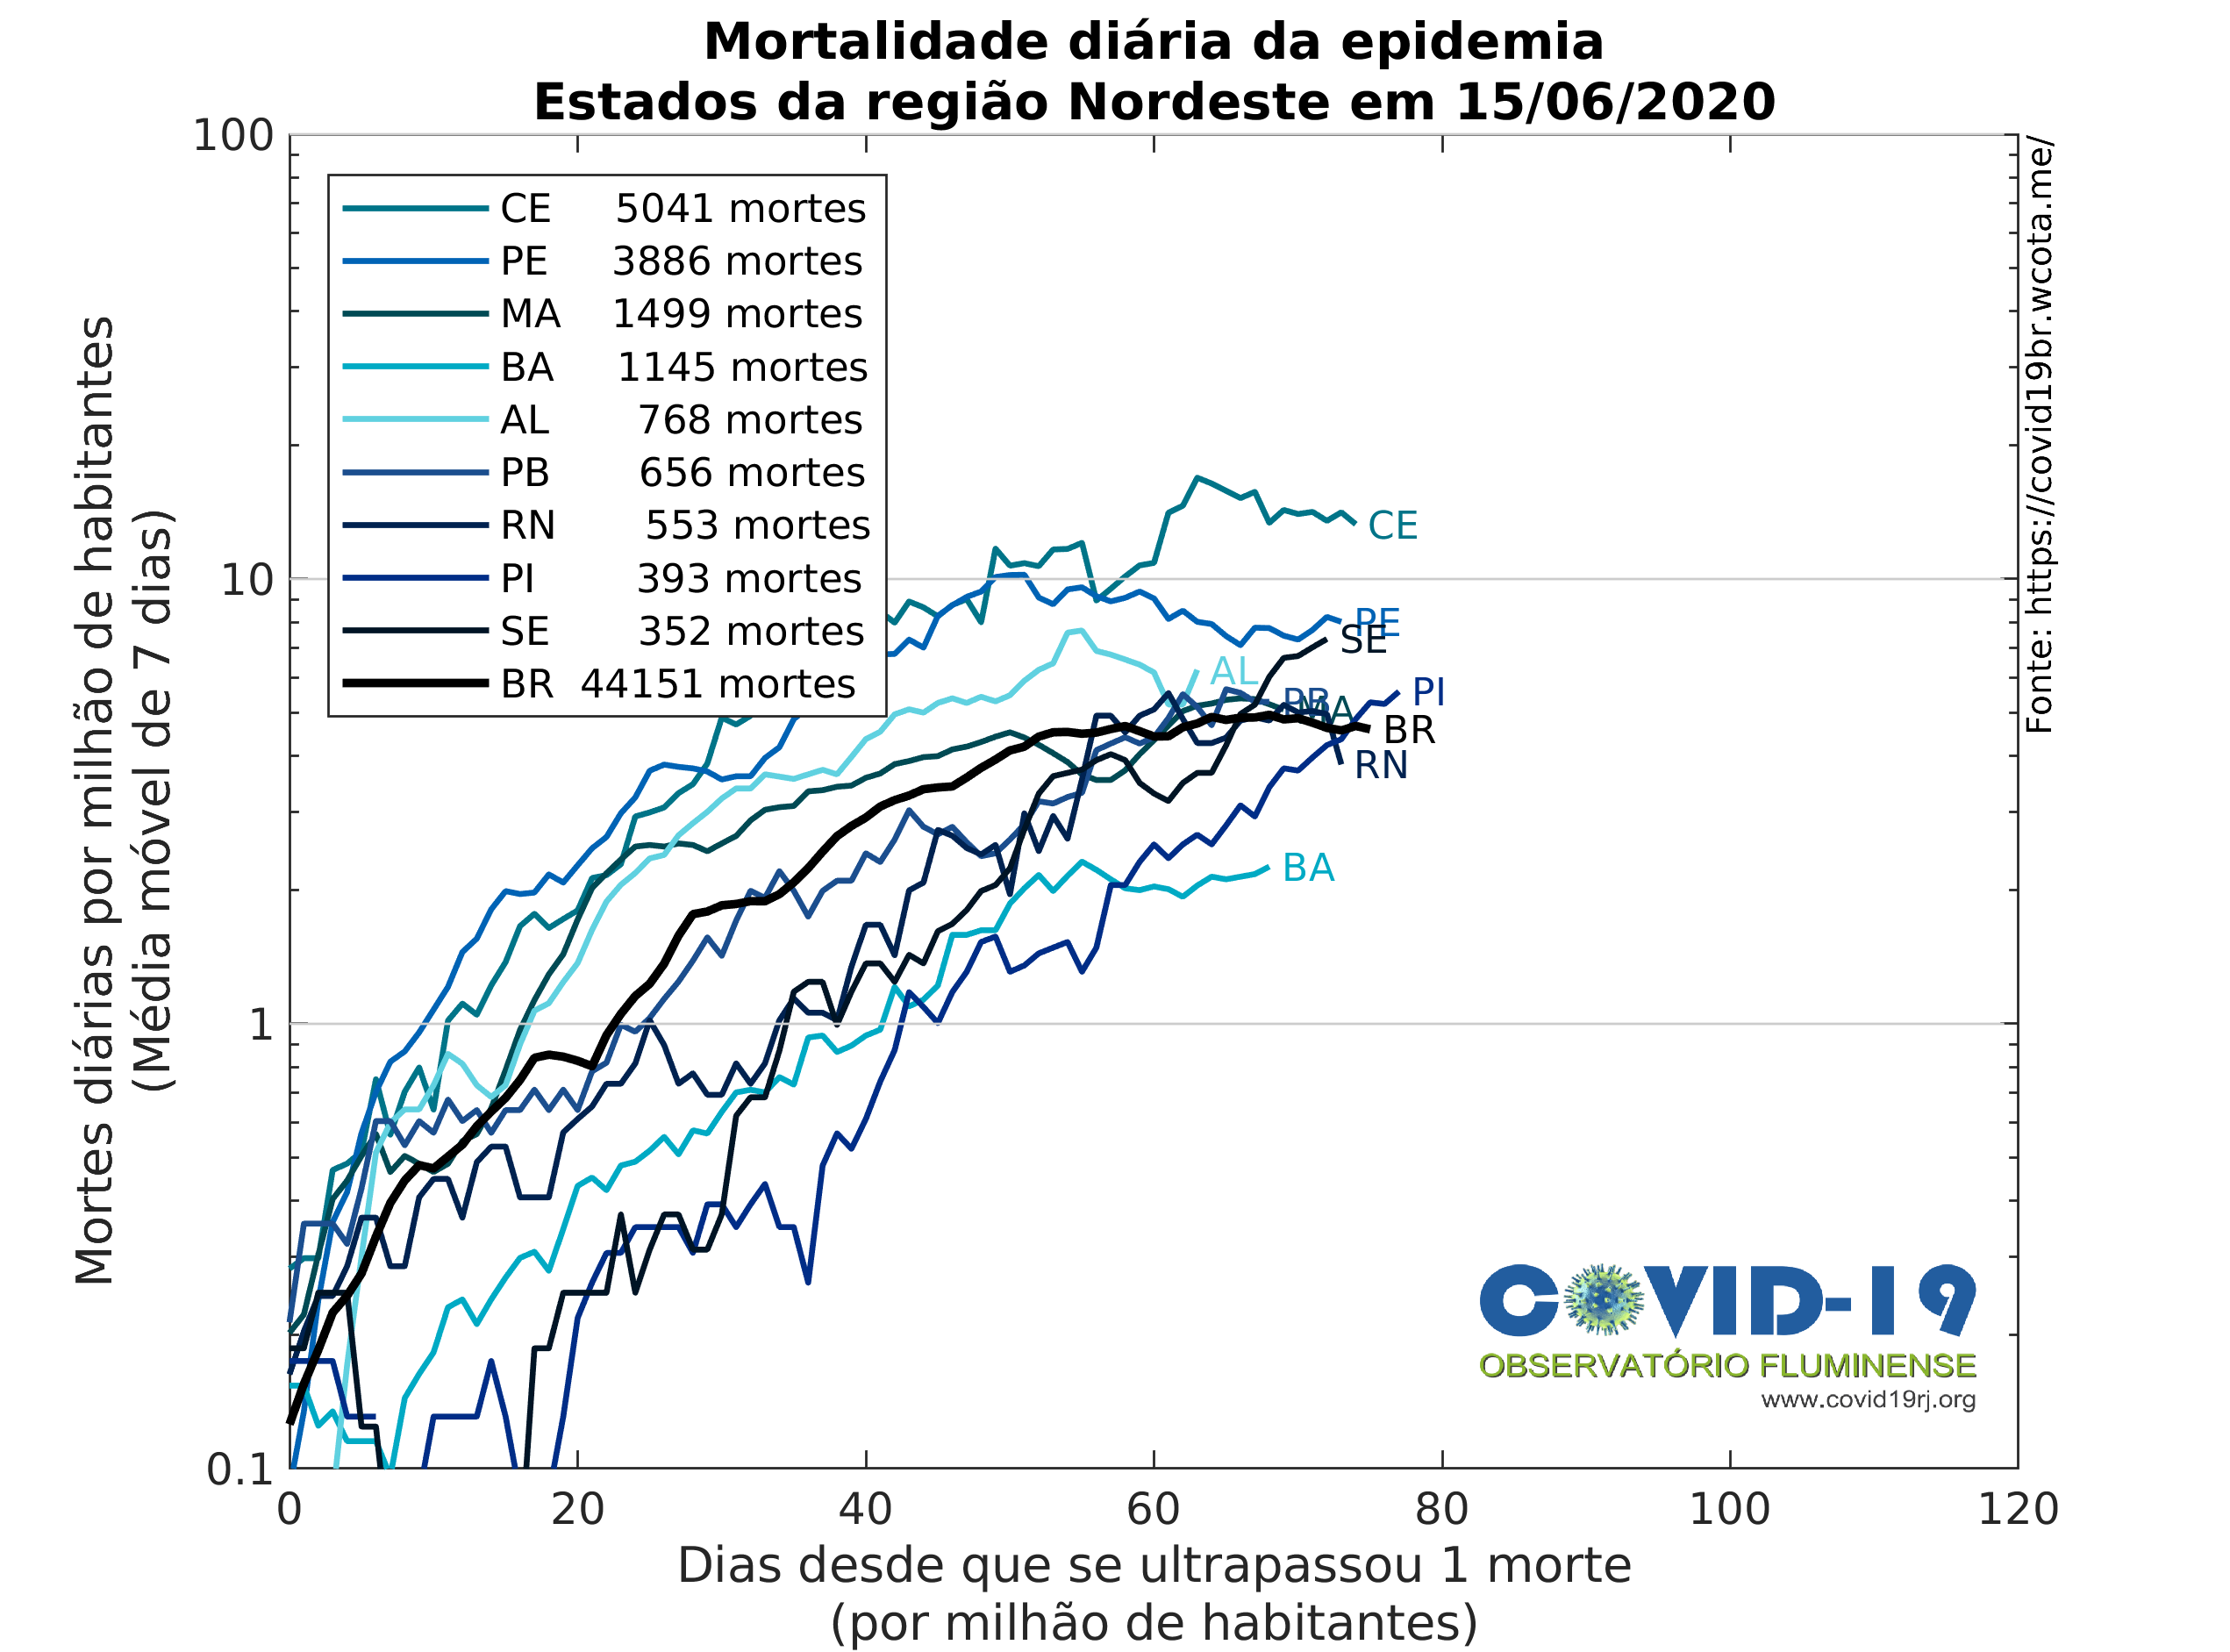 Mortalidade diária da epidemia
Estados da região Nordeste em 15/06/2020
Mortes diárias por milhão de habitantes
(Média móvel de 7 dias)
100
10
1
0.1
CE 5041 mortes
PE 3886 mortes
MA 1499 mortes
BA 1145 mortes
AL 768 mortes
PB 656 mortes
RN 553 mortes
PI 393 mortes
SE 352 mortes
BR 44151 mortes
CE
PE
SE
AL
PI
PB
MA
BR
RN
BA
Fonte: https://covid19br.wcota.me/
COVID-19
OBSERVATÓRIO FLUMINENSE
www.covid19rj.org
0 20 40 60 80 100 120
Dias desde que se ultrapassou 1 morte
(por milhão de habitantes)